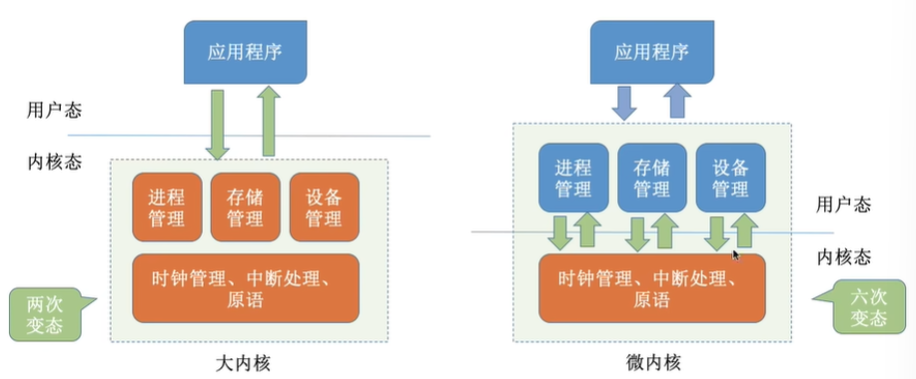 应用程序
用户态
内核态
进程
管理
存储
管理
设备
管理
时钟管理、中断处理、
原语
两次
变态
大内核
应用程序
进程
管理
存储
管理
设备
管理
用户态
内核态
时钟管理、中断处理、
原语
六次
变态
微内核